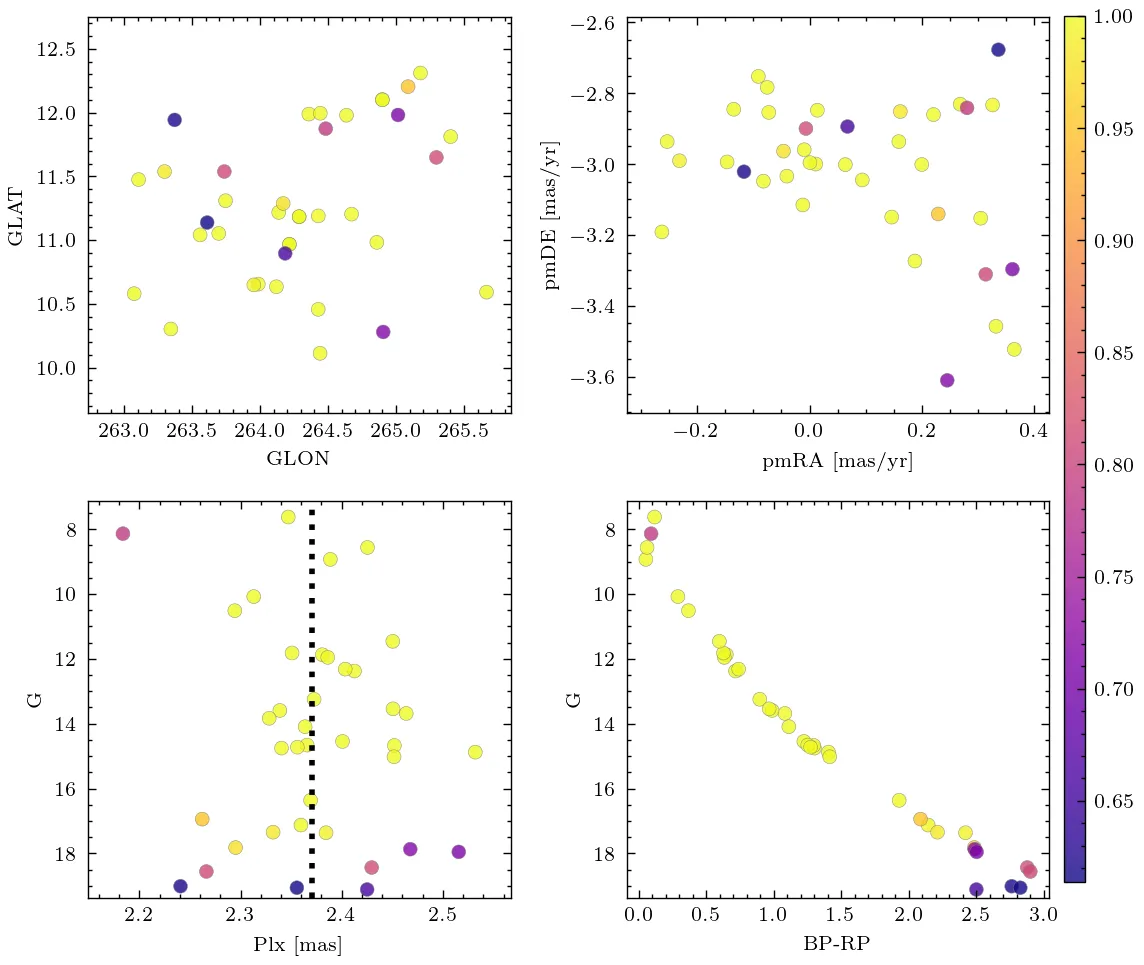 12.5
12.0
11.5
11.0
10.5
10.0
GLAT
263.0 263.5 264.0 264.5 265.0 265.5
GLON
−2.6
−2.8
−3.0
−3.2
−3.4
−3.6
pmDE [mas/yr]
−0.2 0.0 0.2 0.4
pmRA [mas/yr]
8
10
12
14
16
18
G
2.2 2.3 2.4 2.5
Plx [mas]
8
10
12
14
16
18
G
0.0 0.5 1.0 1.5 2.0 2.5 3.0
BP-RP
1.00
0.95
0.90
0.85
0.80
0.75
0.70
0.65